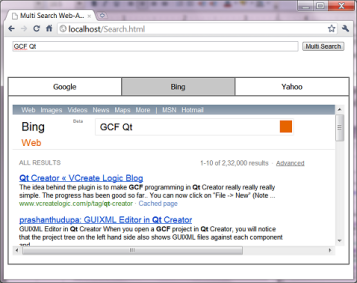 Multi Search Web-A...
localhost/Search.html
GCF Qt
Multi Search
Google Bing Yahoo
Web Images Videos News Maps More | MSN Hotmail
Bing Beta GCF Qt
Web
ALL RESULTS 1-10 of 2,32,000 results · Advanced
Qt Creator « VCreate Logic Blog
The idea behind the plugin is to make GCF programming in Qt Creator really really really
simple. The progress has been good so far.. You can now click on "File -> New" (Note ...
www.vcreatelogic.com/p/tag/qt-creator · Cached page
prashanthudupa: GUIXML Editor in Qt Creator
GUIXML Editor in Qt Creator When you open a GCF project in Qt Creator, you will notice
that the project tree on the left hand side also shows GUIXML files against each component
and